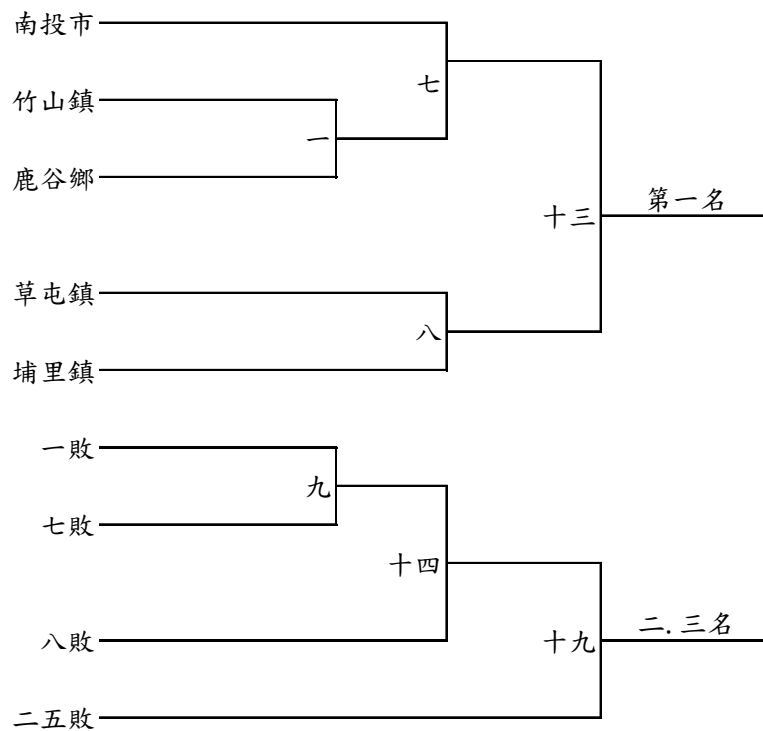 南投市
七
竹山鎮
一
鹿谷鄉
十三
第一名
草屯鎮
八
埔里鎮
一敗
九
七敗
十四
八敗
十九
二.三名
二五敗